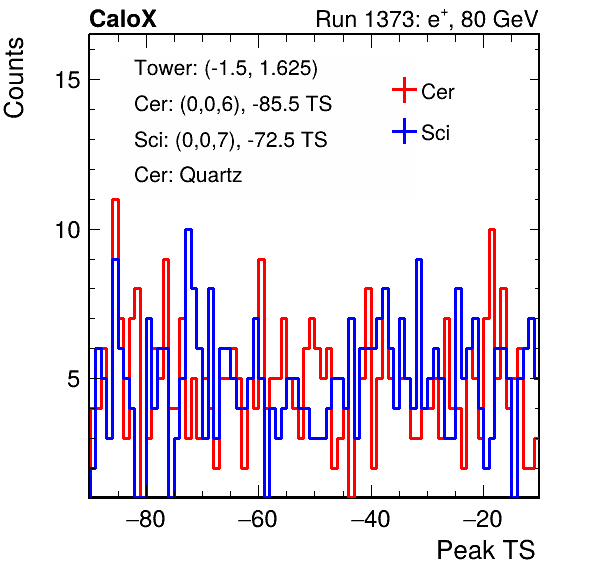 CaloX Run 1373: e⁺, 80 GeV
Counts
15
10
5
Tower: (-1.5, 1.625)
Cer: (0,0,6), -85.5 TS
Sci: (0,0,7), -72.5 TS
Cer: Quartz
Cer
Sci
−80 −60 −40 −20
Peak TS